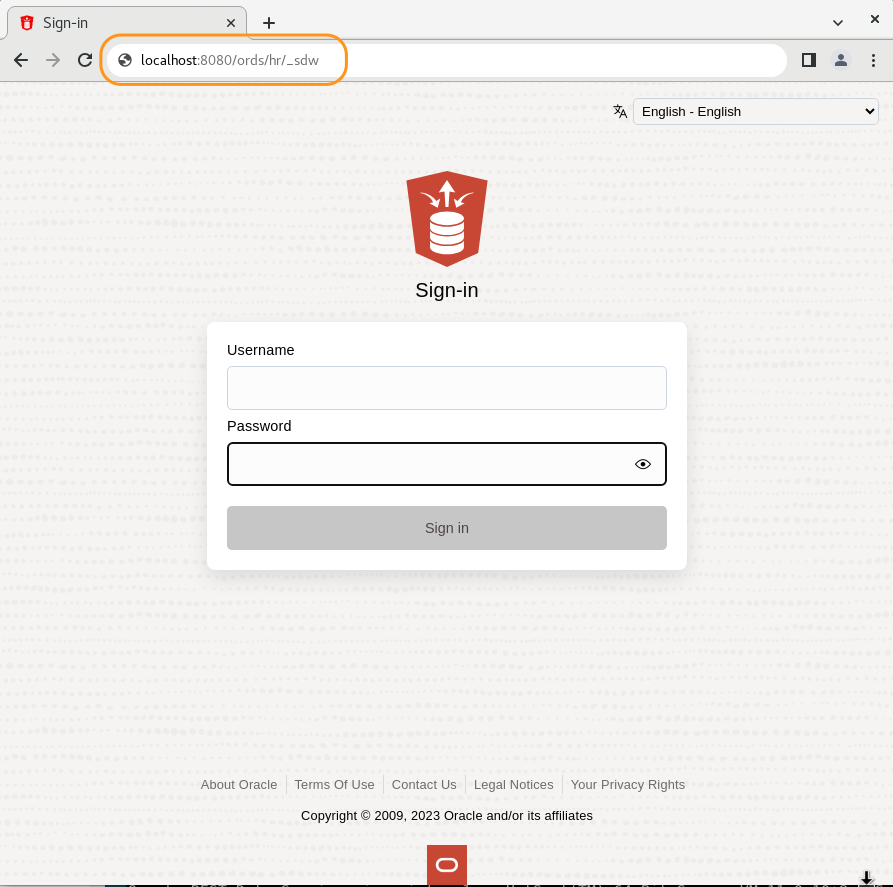 Sign-in
localhost:8080/ords/hr/_sdw
English - English
Sign-in
Username
Password
Sign in
About Oracle Terms Of Use Contact Us Legal Notices Your Privacy Rights
Copyright © 2009, 2023 Oracle and/or its affiliates